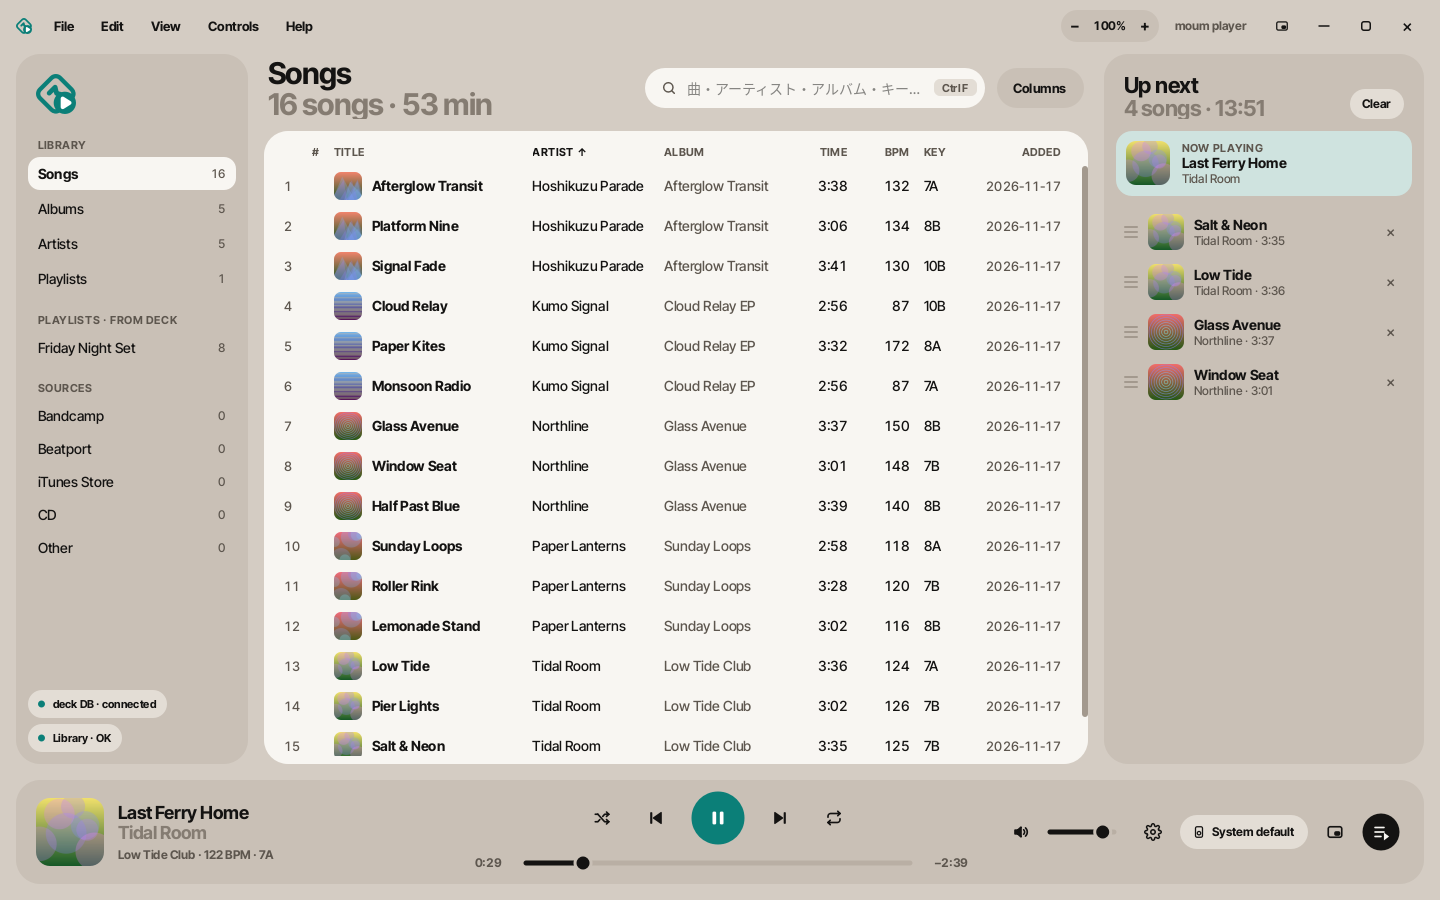 File Edit View Controls Help
− 100% + moum player
LIBRARY
Songs 16
Albums 5
Artists 5
Playlists 1
PLAYLISTS · FROM DECK
Friday Night Set 8
SOURCES
Bandcamp 0
Beatport 0
iTunes Store 0
CD 0
Other 0
deck DB · connected
Library · OK
Songs
16 songs · 53 min
曲・アーティスト・アルバム・キー… Ctrl F
Columns
# TITLE ARTIST ↑ ALBUM TIME BPM KEY ADDED
1 Afterglow Transit Hoshikuzu Parade Afterglow Transit 3:38 132 7A 2026-11-17
2 Platform Nine Hoshikuzu Parade Afterglow Transit 3:06 134 8B 2026-11-17
3 Signal Fade Hoshikuzu Parade Afterglow Transit 3:41 130 10B 2026-11-17
4 Cloud Relay Kumo Signal Cloud Relay EP 2:56 87 10B 2026-11-17
5 Paper Kites Kumo Signal Cloud Relay EP 3:32 172 8A 2026-11-17
6 Monsoon Radio Kumo Signal Cloud Relay EP 2:56 87 7A 2026-11-17
7 Glass Avenue Northline Glass Avenue 3:37 150 8B 2026-11-17
8 Window Seat Northline Glass Avenue 3:01 148 7B 2026-11-17
9 Half Past Blue Northline Glass Avenue 3:39 140 8B 2026-11-17
10 Sunday Loops Paper Lanterns Sunday Loops 2:58 118 8A 2026-11-17
11 Roller Rink Paper Lanterns Sunday Loops 3:28 120 7B 2026-11-17
12 Lemonade Stand Paper Lanterns Sunday Loops 3:02 116 8B 2026-11-17
13 Low Tide Tidal Room Low Tide Club 3:36 124 7A 2026-11-17
14 Pier Lights Tidal Room Low Tide Club 3:02 126 7B 2026-11-17
15 Salt & Neon Tidal Room Low Tide Club 3:35 125 7B 2026-11-17
Up next
4 songs · 13:51
Clear
NOW PLAYING
Last Ferry Home
Tidal Room
Salt & Neon
Tidal Room · 3:35
Low Tide
Tidal Room · 3:36
Glass Avenue
Northline · 3:37
Window Seat
Northline · 3:01
Last Ferry Home
Tidal Room
Low Tide Club · 122 BPM · 7A
0:29 −2:39
System default